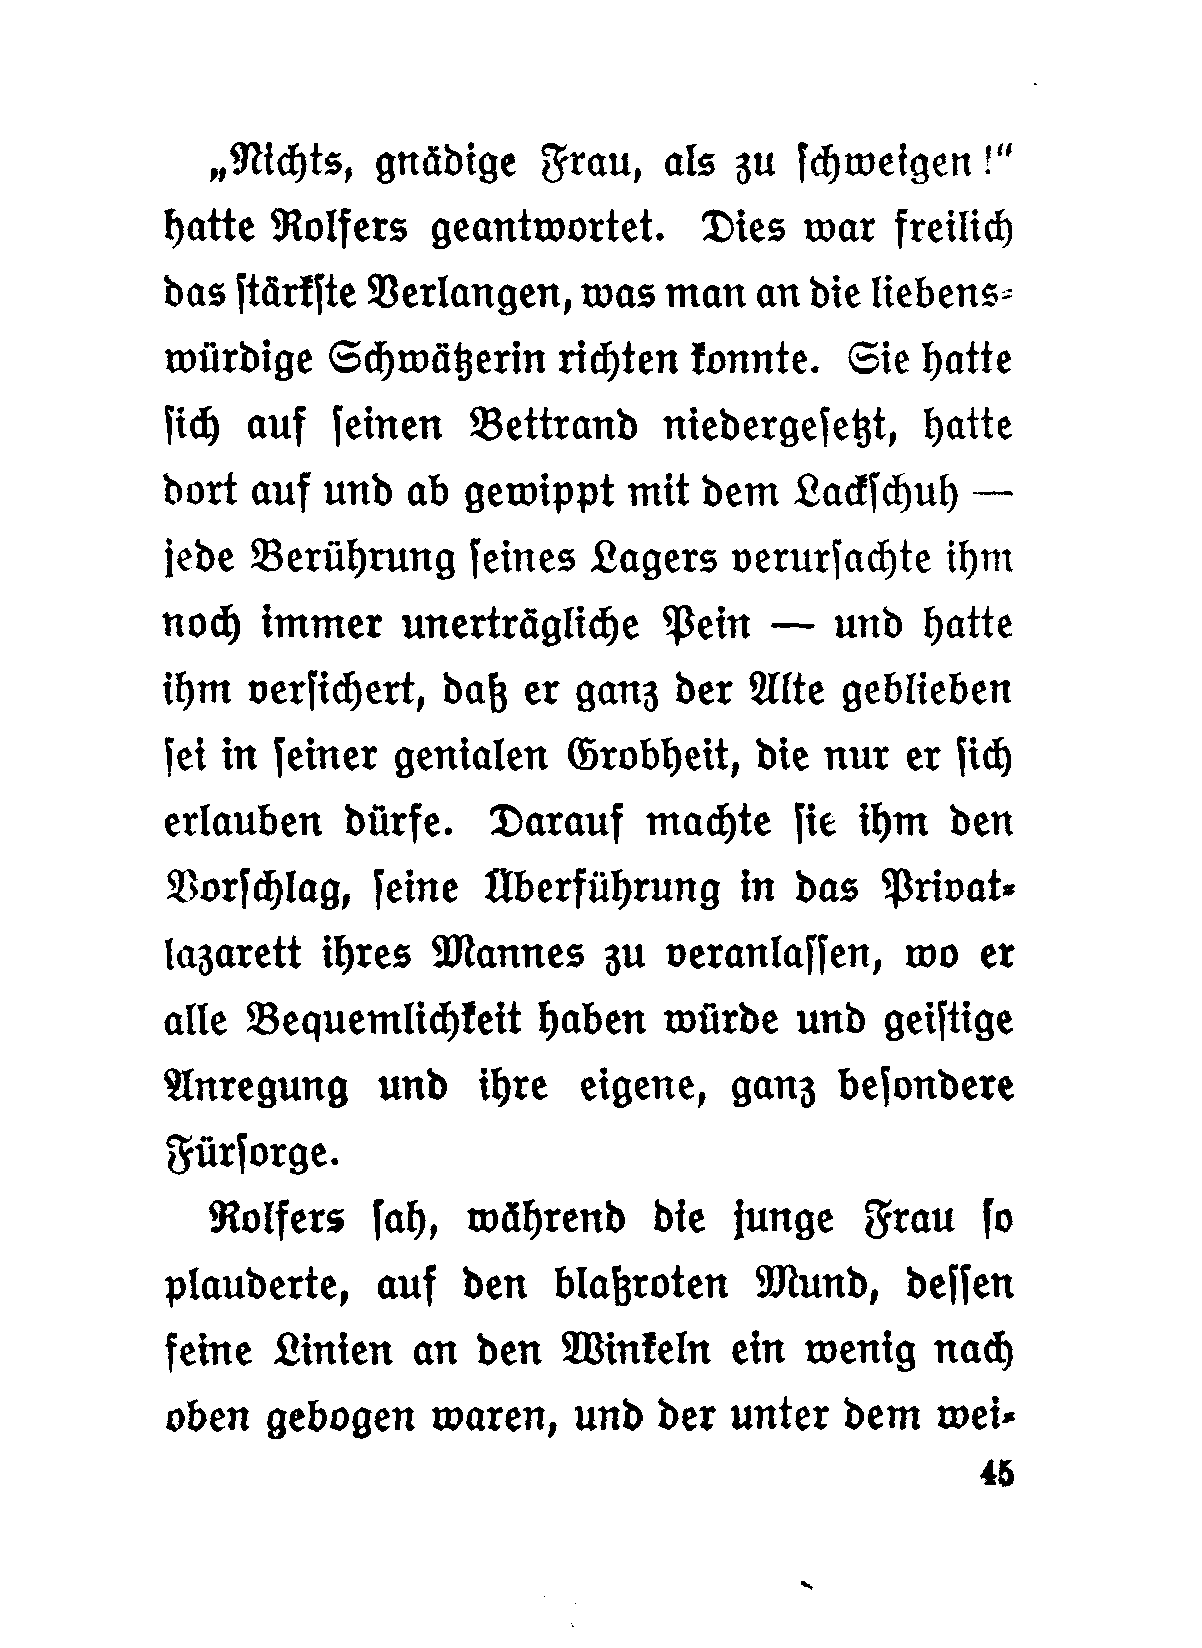 „Nichts, gnädige Frau, als zu schweigen!“
hatte Rolfers geantwortet. Dies war freilich
das stärkste Verlangen, was man an die liebens-
würdige Schwätzerin richten konnte. Sie hatte
sich auf seinen Bettrand niedergesetzt, hatte
dort auf und ab gewippt mit dem Lackschuh —
jede Berührung seines Lagers verursachte ihm
noch immer unerträgliche Pein — und hatte
ihm versichert, daß er ganz der Alte geblieben
sei in seiner genialen Grobheit, die nur er sich
erlauben dürfe. Darauf machte sie ihm den
Vorschlag, seine Überführung in das Privat-
lazarett ihres Mannes zu veranlassen, wo er
alle Bequemlichkeit haben würde und geistige
Anregung und ihre eigene, ganz besondere
Fürsorge.
Rolfers sah, während die junge Frau so
plauderte, auf den blaßroten Mund, dessen
feine Linien an den Winkeln ein wenig nach
oben gebogen waren, und der unter dem wei-
45